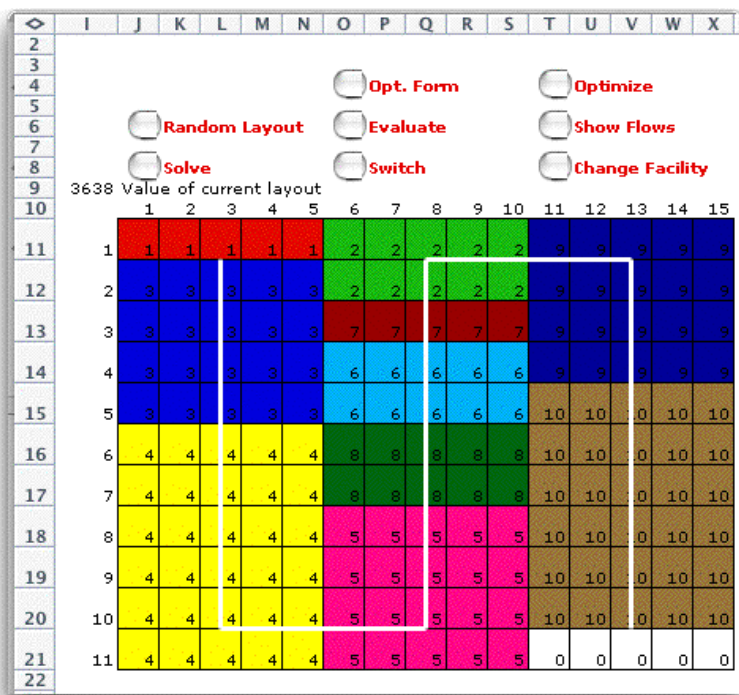 I J K L M N O P Q R S T U V W X
2
3
4 Opt. Form Optimize
5
6 Random Layout Evaluate Show Flows
7
8 Solve Switch Change Facility
9 3638 Value of current layout
10 1 2 3 4 5 6 7 8 9 10 11 12 13 14 15
11 1 1 1 1 1 1 2 2 2 2 2 9 9 9 9 9
12 2 3 3 3 3 3 2 2 2 2 2 9 9 9 9 9
13 3 3 3 3 3 3 7 7 7 7 7 9 9 9 9 9
14 4 3 3 3 3 3 6 6 6 6 6 9 9 9 9 9
15 5 3 3 3 3 3 6 6 6 6 6 10 10 10 10 10
16 6 4 4 4 4 4 8 8 8 8 8 10 10 10 10 10
17 7 4 4 4 4 4 8 8 8 8 8 10 10 10 10 10
18 8 4 4 4 4 4 5 5 5 5 5 10 10 10 10 10
19 9 4 4 4 4 4 5 5 5 5 5 10 10 10 10 10
20 10 4 4 4 4 4 5 5 5 5 5 10 10 10 10 10
21 11 4 4 4 4 4 5 5 5 5 5 0 0 0 0 0
22